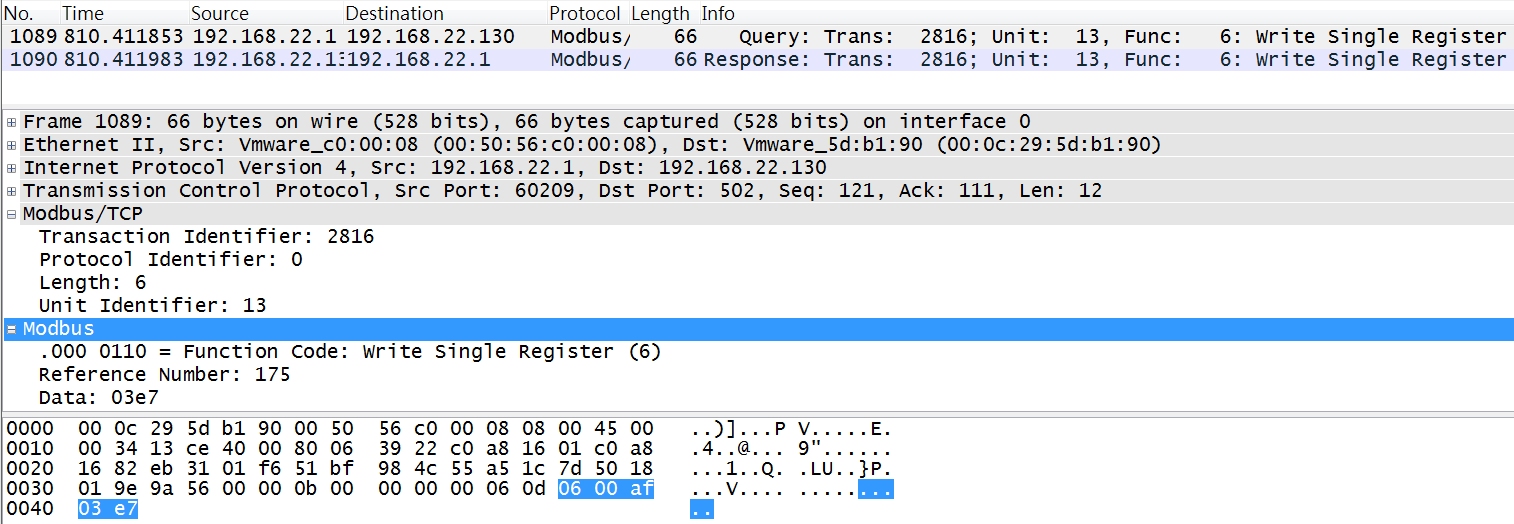 No. Time Source Destination Protocol Length Info
1089 810.411853 192.168.22.1 192.168.22.130 Modbus/ 66 Query: Trans: 2816; Unit: 13, Func: 6: Write Single Register
1090 810.411983 192.168.22.13 192.168.22.1 Modbus/ 66 Response: Trans: 2816; Unit: 13, Func: 6: Write Single Register
Frame 1089: 66 bytes on wire (528 bits), 66 bytes captured (528 bits) on interface 0
Ethernet II, Src: Vmware_c0:00:08 (00:50:56:c0:00:08), Dst: Vmware_5d:b1:90 (00:0c:29:5d:b1:90)
Internet Protocol Version 4, Src: 192.168.22.1, Dst: 192.168.22.130
Transmission Control Protocol, Src Port: 60209, Dst Port: 502, Seq: 121, Ack: 111, Len: 12
Modbus/TCP
Transaction Identifier: 2816
Protocol Identifier: 0
Length: 6
Unit Identifier: 13
Modbus
.000 0110 = Function Code: Write Single Register (6)
Reference Number: 175
Data: 03e7
0000 00 0c 29 5d b1 90 00 50 56 c0 00 08 08 00 45 00 ..)]...P V.....E.
0010 00 34 13 ce 40 00 80 06 39 22 c0 a8 16 01 c0 a8 .4..@... 9"......
0020 16 82 eb 31 01 f6 51 bf 98 4c 55 a5 1c 7d 50 18 ...1..Q. .LU..}P.
0030 01 9e 9a 56 00 00 0b 00 00 00 00 06 0d 06 00 af ...V.... ........
0040 03 e7 ..